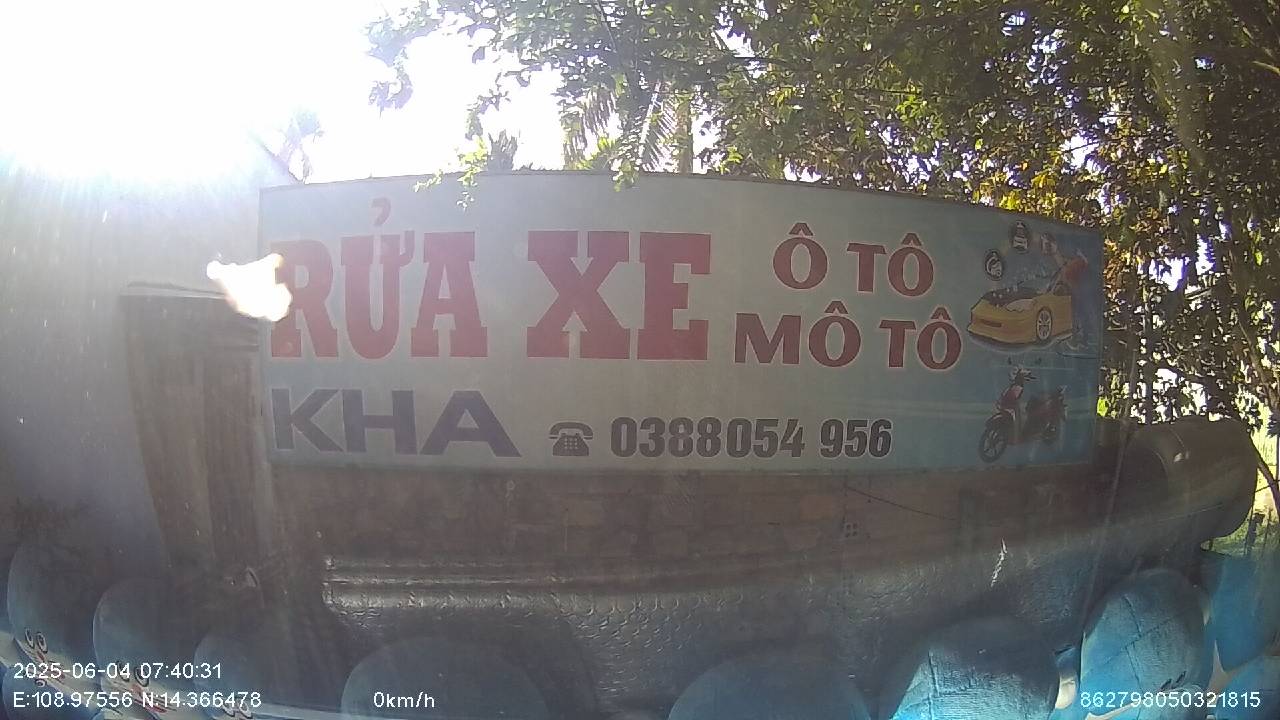 RỬA XE
Ô TÔ
MÔ TÔ
KHA
☎ 0388054 956
2025-06-04 07:40:31
E:108.97556 N:14.366478
0km/h
862798050321815